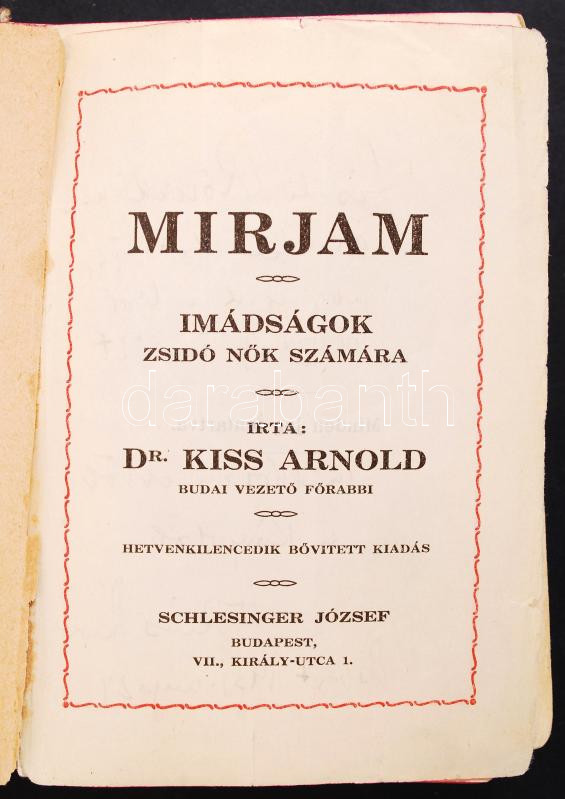 MIRJAM
IMÁDSÁGOK
ZSIDÓ NŐK SZÁMÁRA
darabanth
IRTA:
DR. KISS ARNOLD
BUDAI VEZETŐ FŐRABBI
HETVENKILENCEDIK BŐVITETT KIADÁS
SCHLESINGER JÓZSEF
BUDAPEST,
VII., KIRÁLY-UTCA 1.